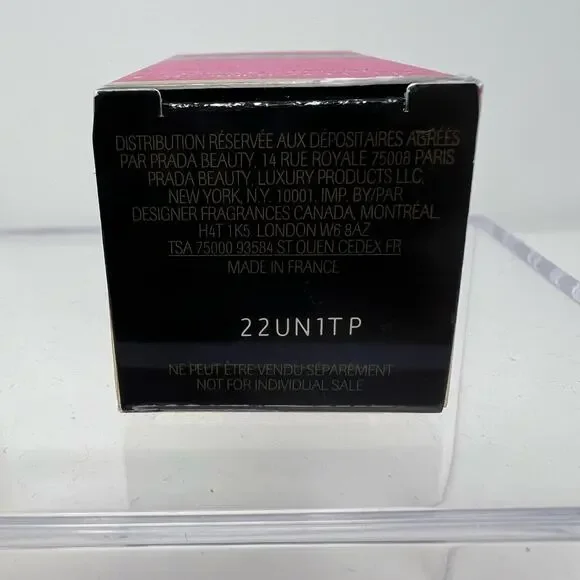 DISTRIBUTION RÉSERVÉE AUX DÉPOSITAIRES AGRÉÉS
PAR PRADA BEAUTY, 14 RUE ROYALE 75008 PARIS
PRADA BEAUTY, LUXURY PRODUCTS LLC,
NEW YORK, N.Y. 10001. IMP. BY/PAR
DESIGNER FRAGRANCES CANADA, MONTRÉAL,
H4T 1K5. LONDON W6 8AZ
TSA 75000 93584 ST OUEN CEDEX FR
MADE IN FRANCE
22UN1TP
NE PEUT ÊTRE VENDU SÉPARÉMENT
NOT FOR INDIVIDUAL SALE